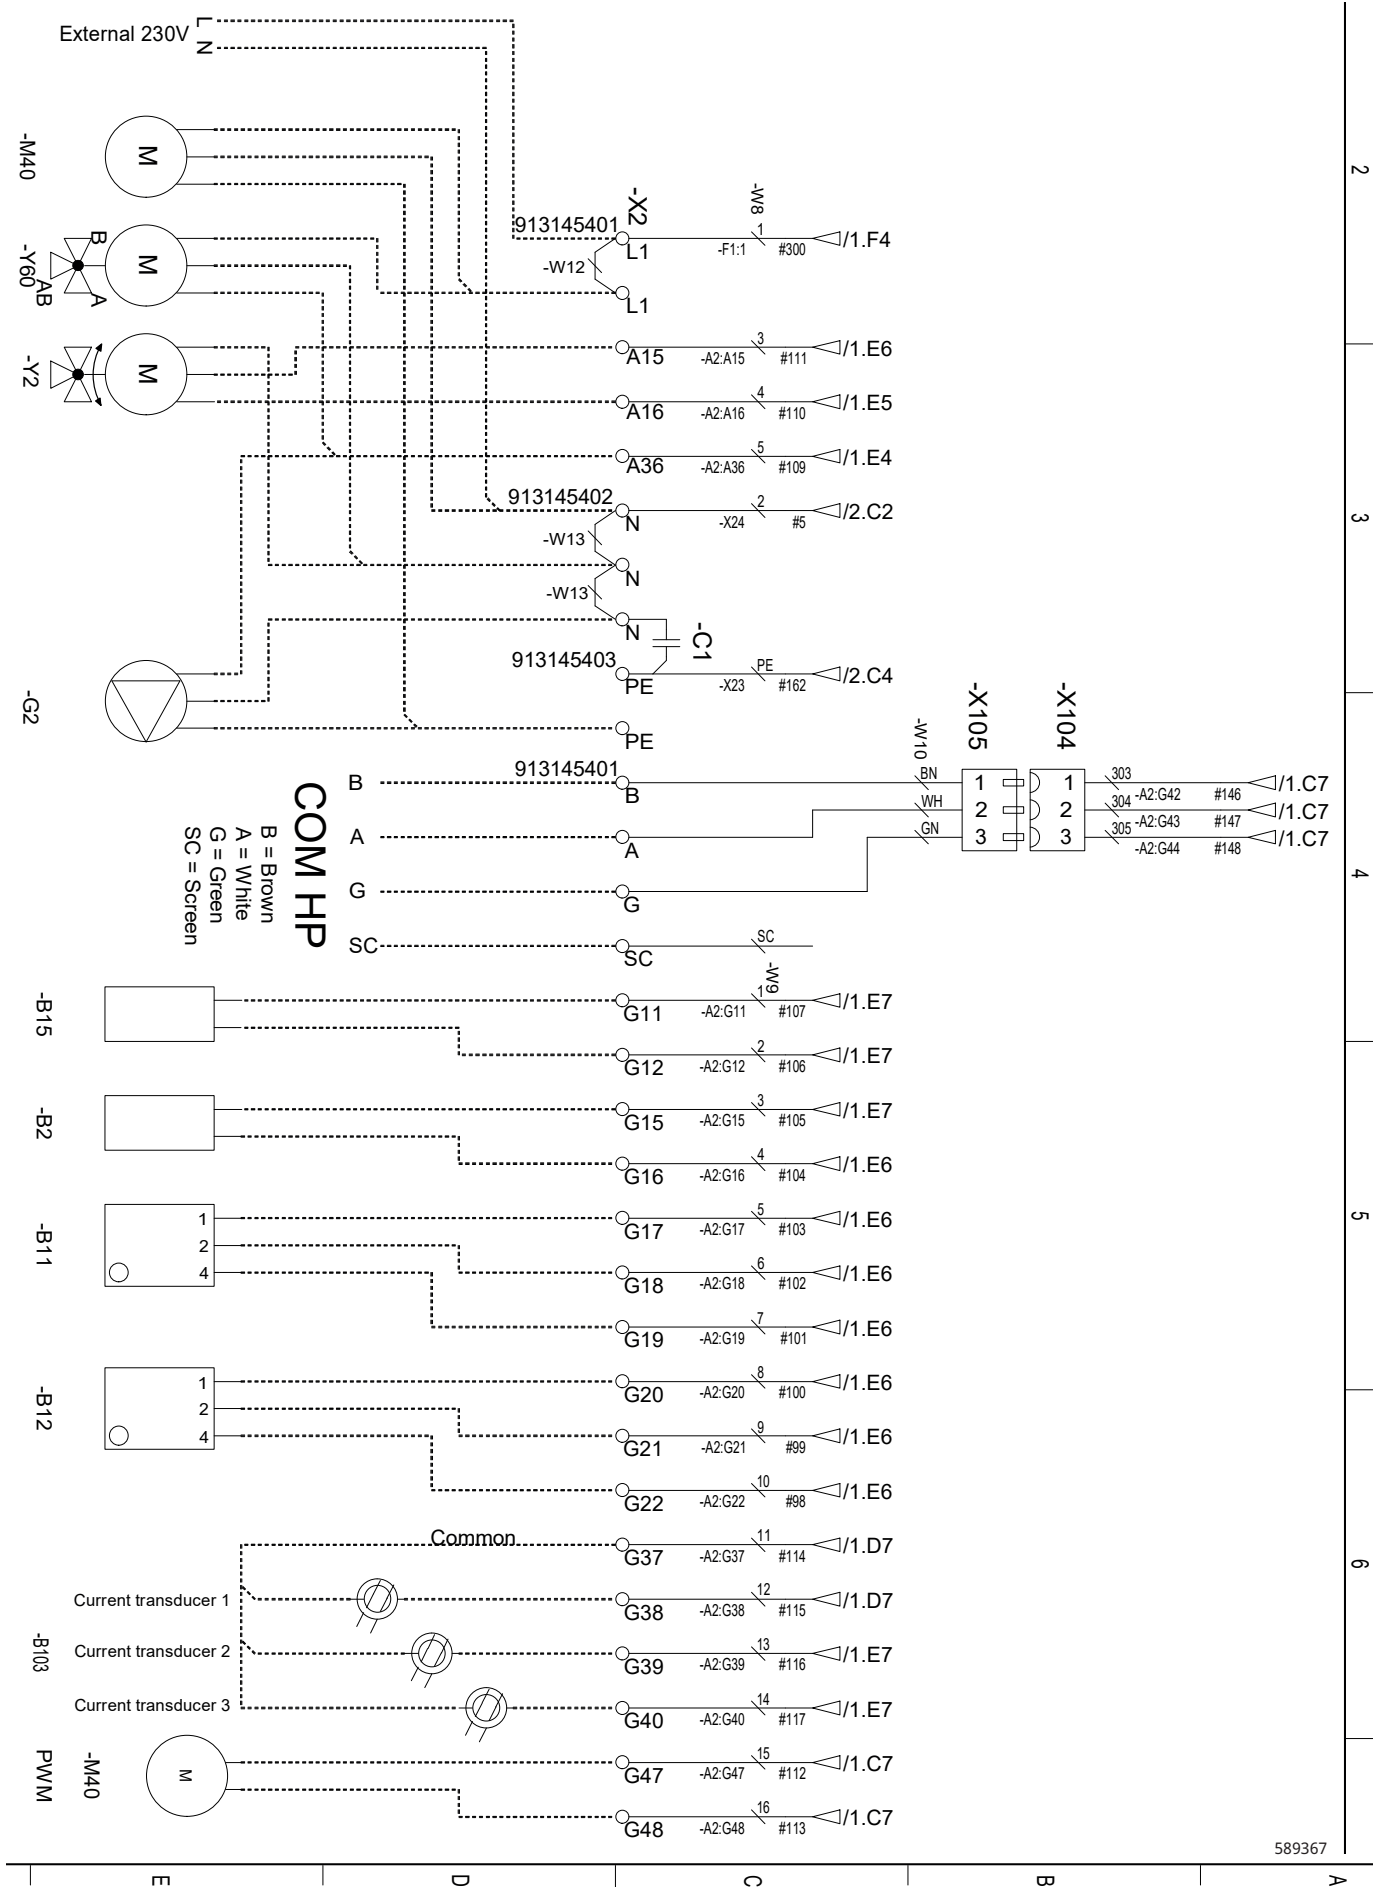 External 230V
L
N
2
-M40
M
-X2
-W8
913145401
L1
1
-F1:1
#300
/1.F4
-Y60
B
A
AB
M
-W12
L1
-Y2
M
A15
3
-A2:A15
#111
/1.E6
A16
4
-A2:A16
#110
/1.E5
A36
5
-A2:A36
#109
/1.E4
913145402
N
2
-X24
#5
/2.C2
3
-W13
N
-W13
N
-C1
913145403
PE
PE
-X23
#162
/2.C4
-G2
PE
-W10
-X105
-X104
B
913145401
B
BN
1
1
303
-A2:G42
#146
/1.C7
A
A
WH
2
2
304
-A2:G43
#147
/1.C7
G
G
GN
3
3
305
-A2:G44
#148
/1.C7
4
COM HP
B = Brown
A = White
G = Green
SC = Screen
SC
SC
SC
-W9
-B15
G11
1
-A2:G11
#107
/1.E7
G12
2
-A2:G12
#106
/1.E7
-B2
G15
3
-A2:G15
#105
/1.E7
G16
4
-A2:G16
#104
/1.E6
-B11
1
2
4
G17
5
-A2:G17
#103
/1.E6
5
G18
6
-A2:G18
#102
/1.E6
G19
7
-A2:G19
#101
/1.E6
-B12
1
2
4
G20
8
-A2:G20
#100
/1.E6
G21
9
-A2:G21
#99
/1.E6
G22
10
-A2:G22
#98
/1.E6
Common
G37
11
-A2:G37
#114
/1.D7
6
-B103
Current transducer 1
G38
12
-A2:G38
#115
/1.D7
Current transducer 2
G39
13
-A2:G39
#116
/1.E7
Current transducer 3
G40
14
-A2:G40
#117
/1.E7
PWM
-M40
M
G47
15
-A2:G47
#112
/1.C7
G48
16
-A2:G48
#113
/1.C7
589367
E
D
C
B
A